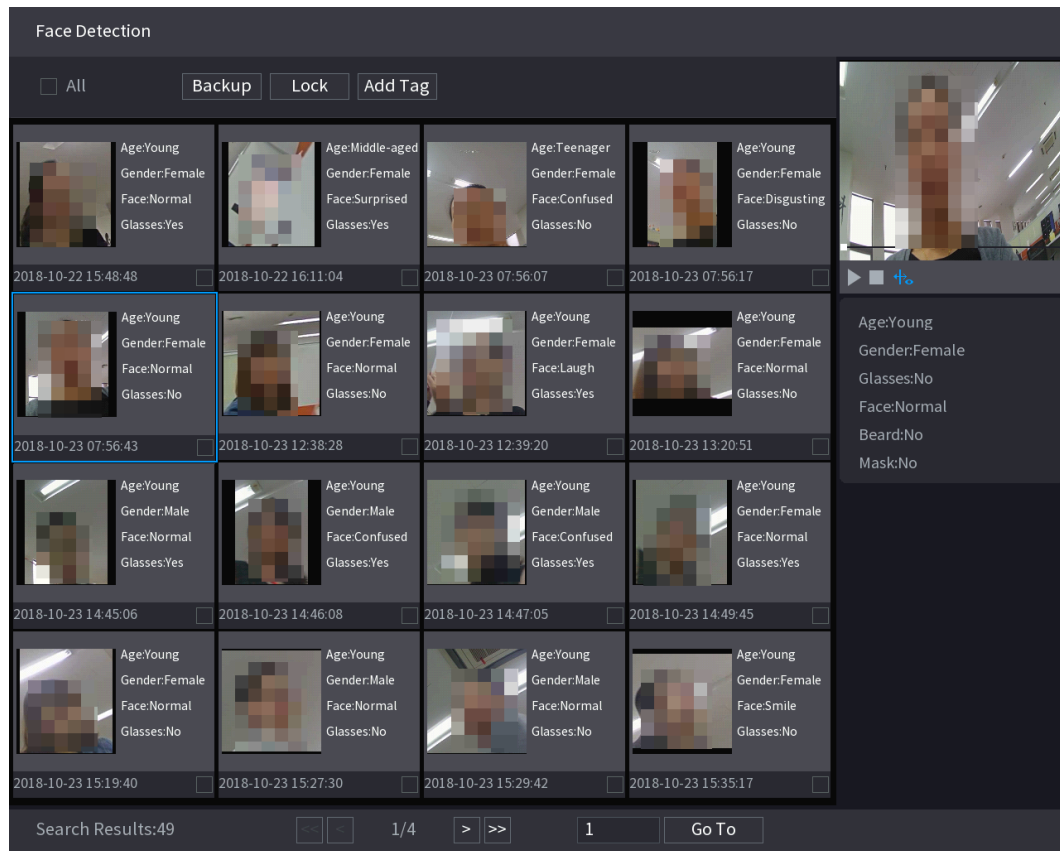 Face Detection
All
Backup
Lock
Add Tag
Age:Young
Gender:Female
Face:Normal
Glasses:Yes
2018-10-22 15:48:48
Age:Middle-aged
Gender:Female
Face:Surprised
Glasses:Yes
2018-10-22 16:11:04
Age:Teenager
Gender:Female
Face:Confused
Glasses:No
2018-10-23 07:56:07
Age:Young
Gender:Female
Face:Disgusting
Glasses:No
2018-10-23 07:56:17
Age:Young
Gender:Female
Face:Normal
Glasses:No
2018-10-23 07:56:43
Age:Young
Gender:Female
Face:Normal
Glasses:No
2018-10-23 12:38:28
Age:Young
Gender:Female
Face:Laugh
Glasses:Yes
2018-10-23 12:39:20
Age:Young
Gender:Female
Face:Normal
Glasses:No
2018-10-23 13:20:51
Age:Young
Gender:Male
Face:Normal
Glasses:Yes
2018-10-23 14:45:06
Age:Young
Gender:Male
Face:Confused
Glasses:Yes
2018-10-23 14:46:08
Age:Young
Gender:Male
Face:Confused
Glasses:Yes
2018-10-23 14:47:05
Age:Young
Gender:Female
Face:Normal
Glasses:Yes
2018-10-23 14:49:45
Age:Young
Gender:Female
Face:Normal
Glasses:No
2018-10-23 15:19:40
Age:Young
Gender:Male
Face:Normal
Glasses:No
2018-10-23 15:27:30
Age:Young
Gender:Male
Face:Normal
Glasses:No
2018-10-23 15:29:42
Age:Young
Gender:Female
Face:Smile
Glasses:No
2018-10-23 15:35:17
Age:Young
Gender:Female
Glasses:No
Face:Normal
Beard:No
Mask:No
Search Results:49
<< < 1/4 > >> 1 Go To